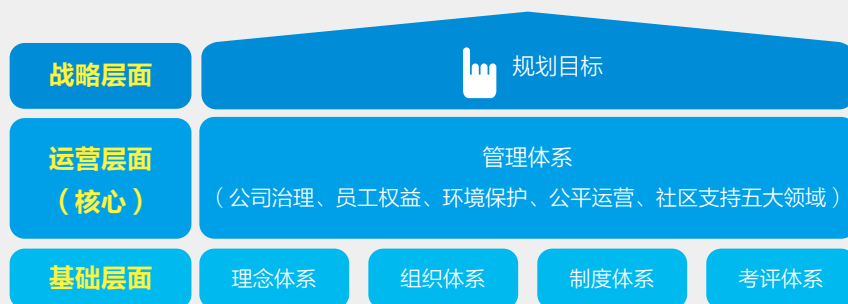 战略层面
规划目标
运营层面
（核心）
管理体系
（公司治理、员工权益、环境保护、公平运营、社区支持五大领域）
基础层面
理念体系
组织体系
制度体系
考评体系